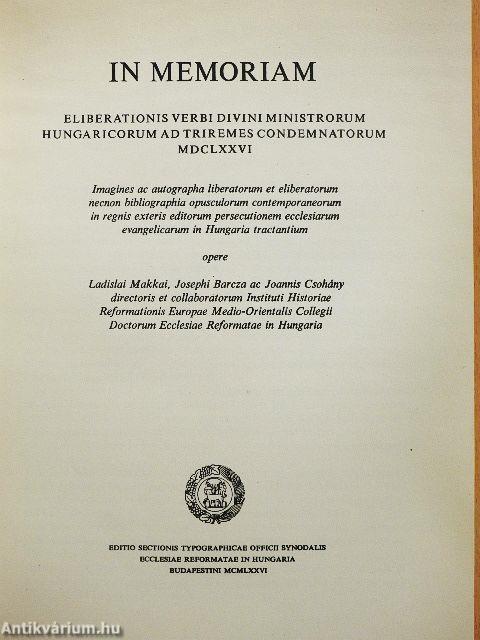 IN MEMORIAM
ELIBERATIONIS VERBI DIVINI MINISTRORUM
HUNGARICORUM AD TRIREMES CONDEMNATORUM
MDCLXXVI
Imagines ac autographa liberatorum et eliberatorum
necnon bibliographia opusculorum contemporaneorum
in regnis exteris editorum persecutionem ecclesiarum
evangelicarum in Hungaria tractantium
opere
Ladislai Makkai, Josephi Barcza ac Joannis Csohány
directoris et collaboratorum Instituti Historiae
Reformationis Europae Medio-Orientalis Collegii
Doctorum Ecclesiae Reformatae in Hungaria
EDITIO SECTIONIS TYPOGRAPHICAE OFFICII SYNODALIS
ECCLESIAE REFORMATAE IN HUNGARIA
BUDAPESTINI MCMLXXVI
Antikvárium.hu